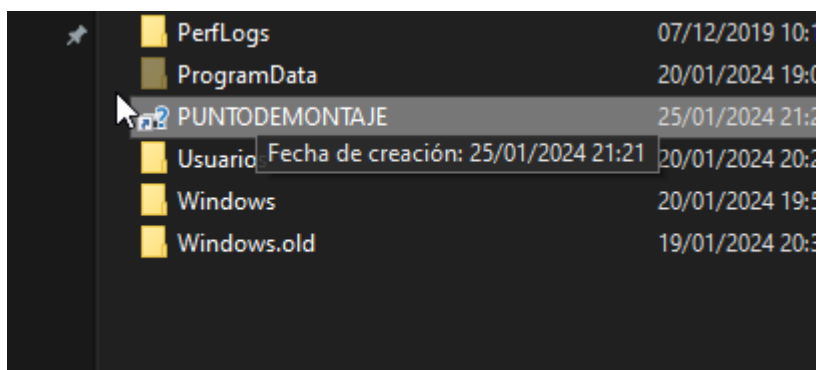 PerfLogs 07/12/2019 10:1
ProgramData 20/01/2024 19:0
PUNTODEMONTAJE 25/01/2024 21:2
Usuarios 20/01/2024 20:2
Fecha de creación: 25/01/2024 21:21
Windows 20/01/2024 19:5
Windows.old 19/01/2024 20:3